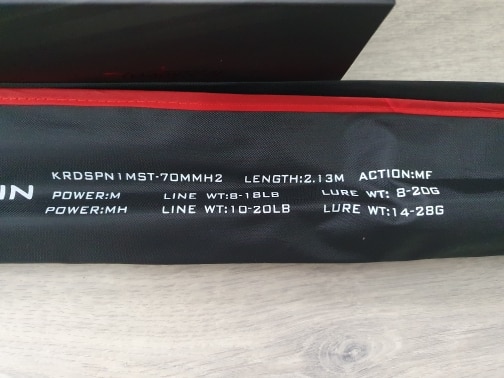 KRDSPN1MST-70MMH2 LENGTH:2.13M ACTION:MF
IN
POWER:M LINE WT:8-18LB LURE WT: 8-20G
POWER:MH LINE WT:10-20LB LURE WT:14-28G